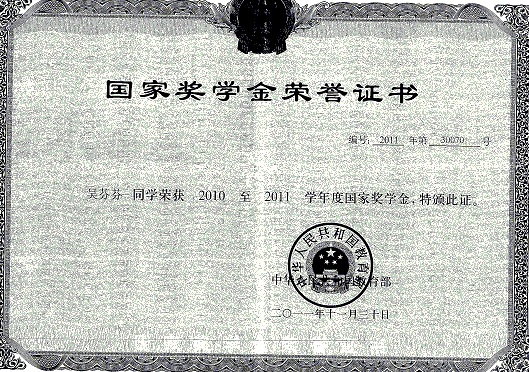 国家奖学金荣誉证书
编号: 2011 年第 30070 号
吴芬芬 同学荣获 2010 至 2011 学年度国家奖学金,特颁此证。
中华人民共和国教育部
中华人民共和国教育部
二〇一一年十一月三十日